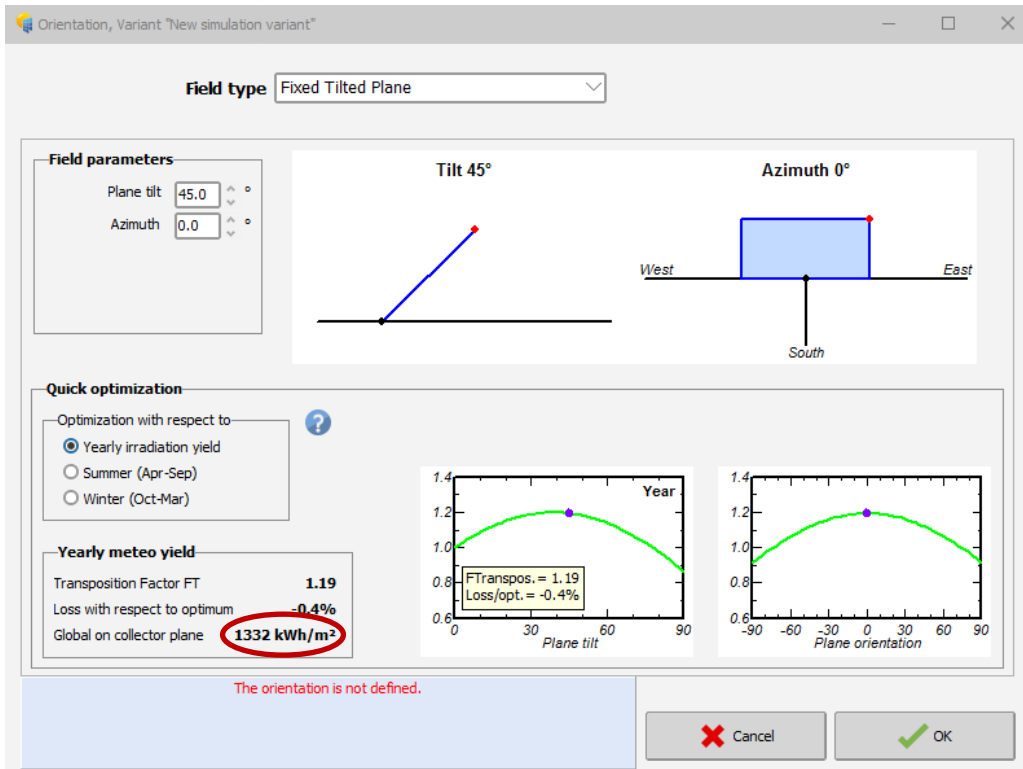 Orientation, Variant "New simulation variant"
Field type Fixed Tilted Plane
Field parameters
Plane tilt 45.0 °
Azimuth 0.0 °
Tilt 45°
Azimuth 0°
West
East
South
Quick optimization
Optimization with respect to
?
Yearly irradiation yield
Summer (Apr-Sep)
Winter (Oct-Mar)
Yearly meteo yield
Transposition Factor FT 1.19
Loss with respect to optimum -0.4%
Global on collector plane 1332 kWh/m²
1.4
1.2
1.0
0.8
0.6
Year
FTranspos.= 1.19
Loss/opt.= -0.4%
0 30 60 90
Plane tilt
1.4
1.2
1.0
0.8
0.6
-90 -60 -30 0 30 60 90
Plane orientation
The orientation is not defined.
Cancel
OK